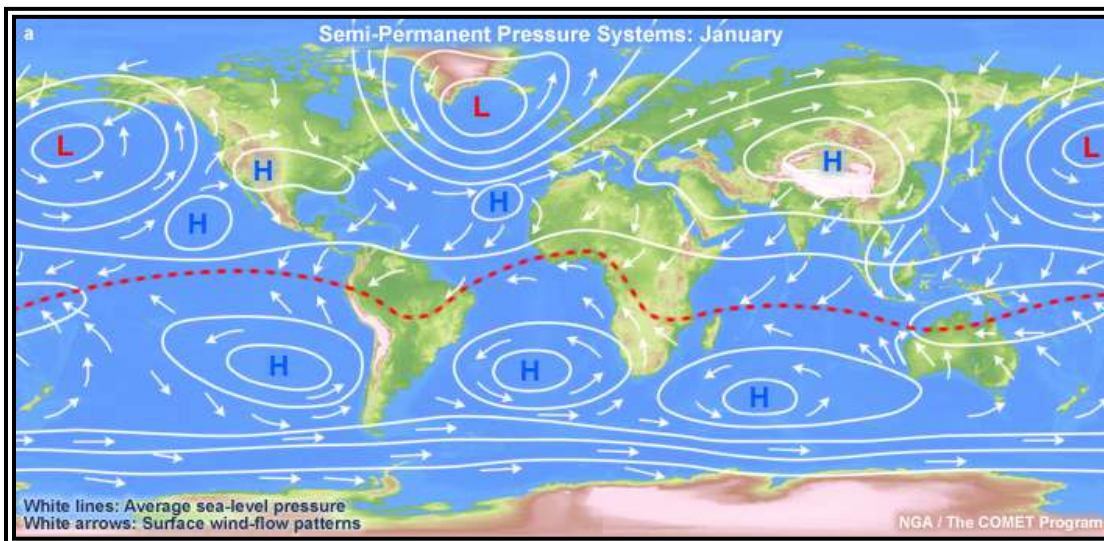 a
Semi-Permanent Pressure Systems: January
L
L
L
H
H
H
H
H
H
H
White lines: Average sea-level pressure
White arrows: Surface wind-flow patterns
NGA / The COMET Program